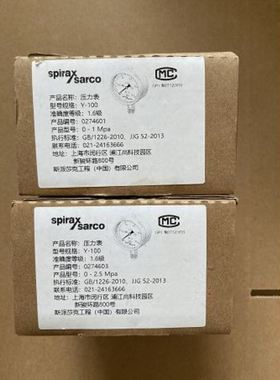 spirax
sarco
MC
产品名称: 压力表
型号规格: Y-100
准确度等级: 1.6级
产品编号: 0274601
产品名称: 0 - 1 Mpa
执行标准: GB/1226-2010、JJG 52-2013
联系电话: 021-24163666
地址: 上海市闵行区 浦江尚科技园区
新骏环路800号
斯派莎克工程（中国）有限公司
spirax
sarco
MC
产品名称: 压力表
型号规格: Y-100
准确度等级: 1.6级
产品编号: 0274603
产品名称: 0 - 2.5 Mpa
执行标准: GB/1226-2010、JJG 52-2013
联系电话: 021-24163666
地址: 上海市闵行区 浦江尚科技园区
新骏环路800号
斯派莎克工程（中国）有限公司